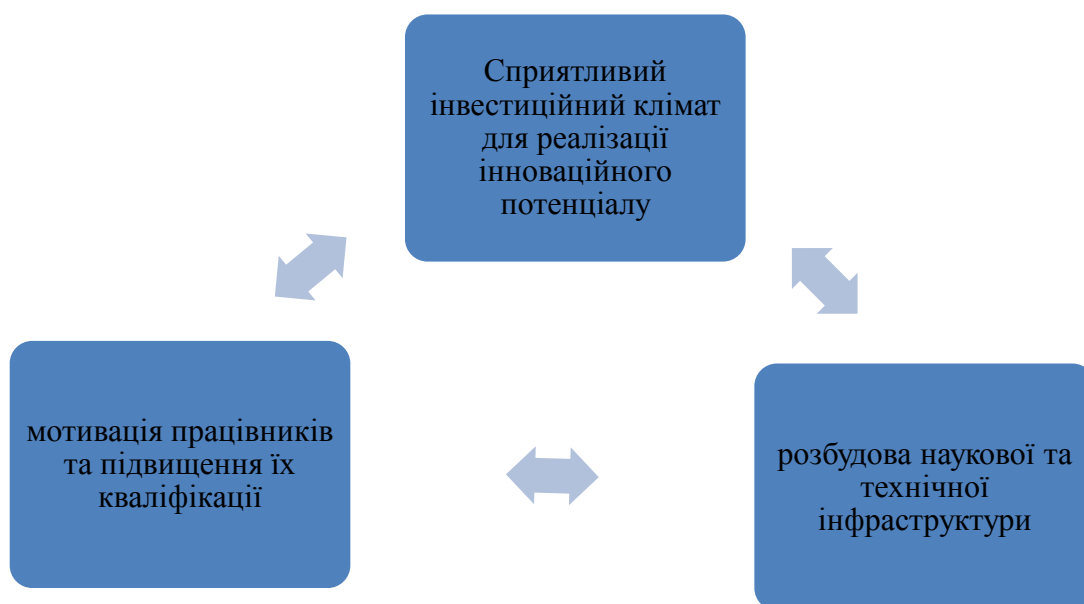 Сприятливий
інвестиційний клімат
для реалізації
інноваційного
потенціалу
мотивація працівників
та підвищення їх
кваліфікації
розбудова наукової та
технічної
інфраструктури